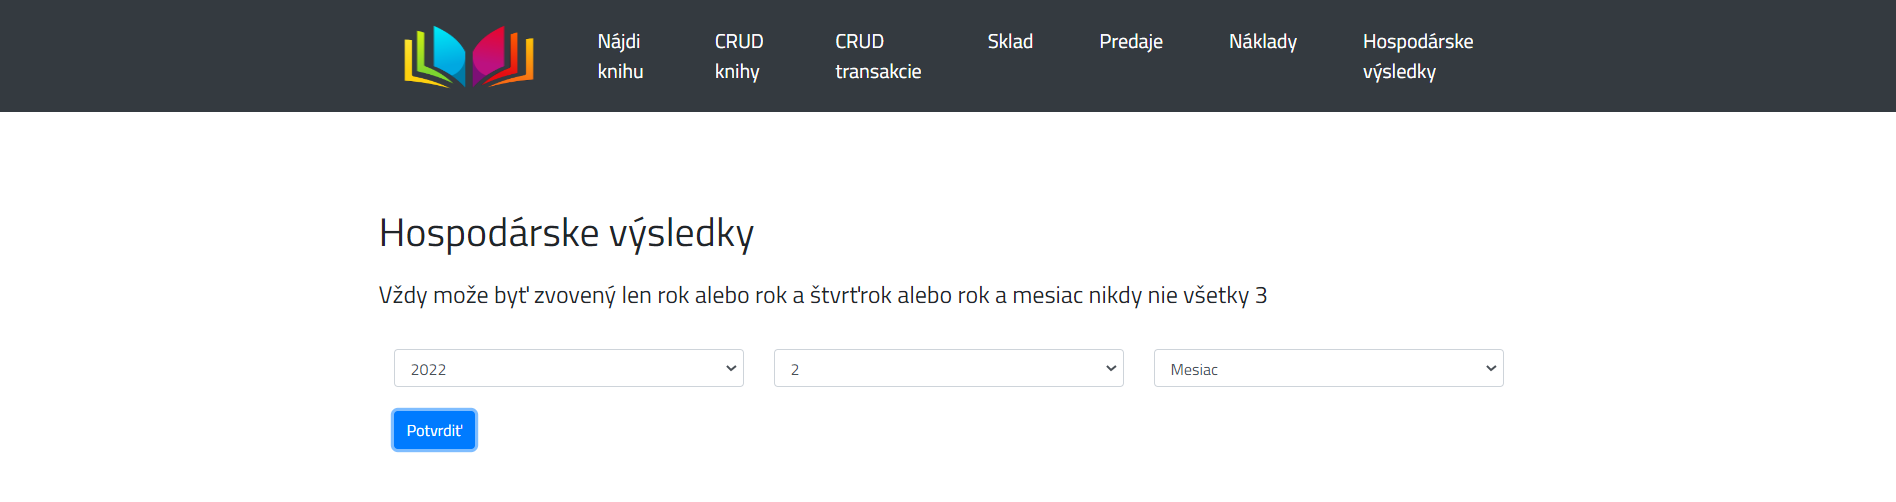 Nájdi
knihu
CRUD
knihy
CRUD
transakcie
Sklad
Predaje
Náklady
Hospodárske
výsledky
Hospodárske výsledky
Vždy može byť zvovený len rok alebo rok a štvrťrok alebo rok a mesiac nikdy nie všetky 3
2022
2
Mesiac
Potvrdiť